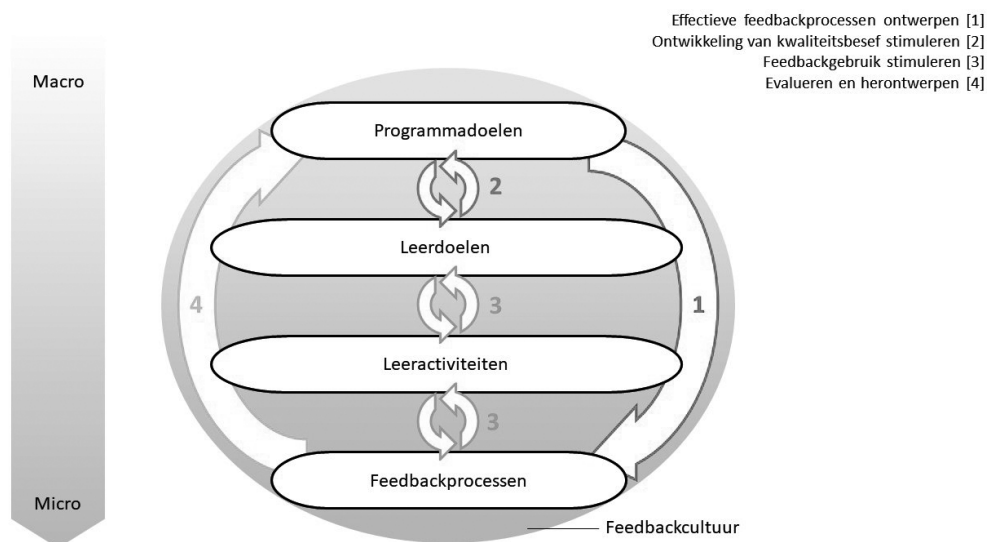 Effectieve feedbackprocessen ontwerpen [1]
Ontwikkeling van kwaliteitsbesef stimuleren [2]
Feedbackgebruik stimuleren [3]
Evalueren en herontwerpen [4]
Macro
Programmadoelen
2
Leerdoelen
4
3
1
Leeractiviteiten
3
Feedbackprocessen
Micro
Feedbackcultuur